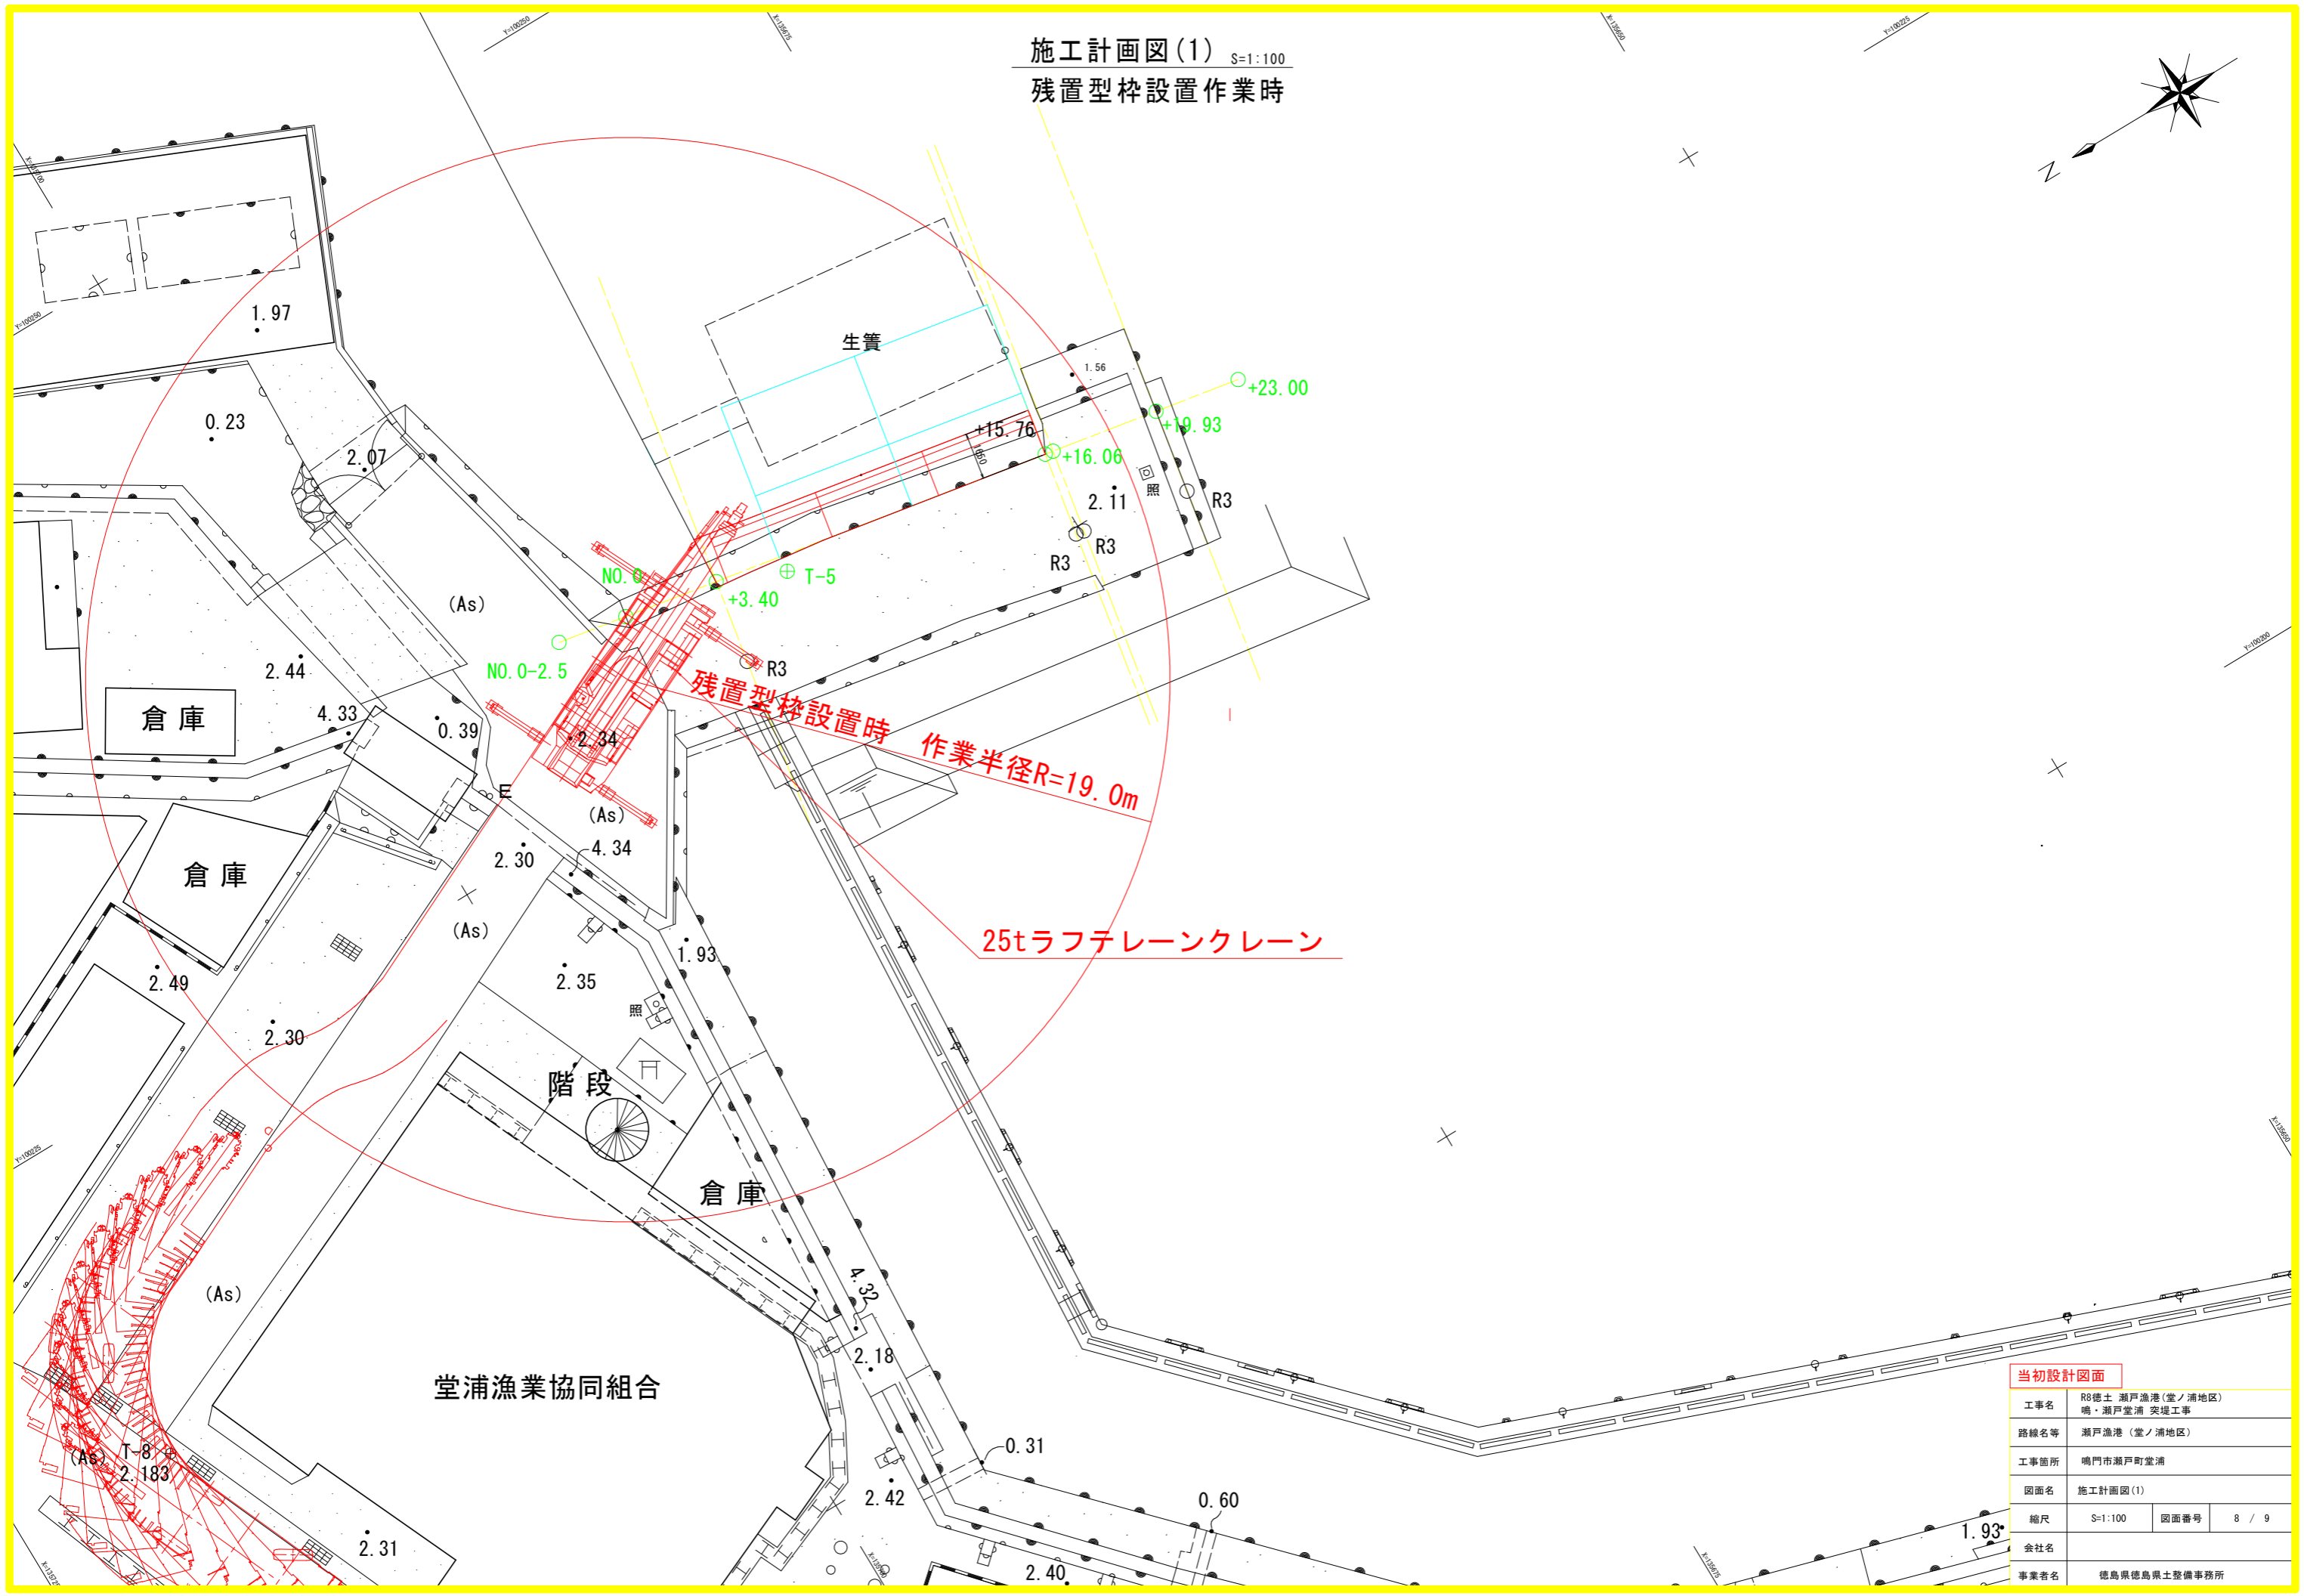 施工計画図(1) S=1:100
残置型枠設置作業時
Y=100250
X=135675
X=135650
Y=100225
N
Y=100250
1.97
0.23
2.07
生簀
1.56
+23.00
+19.93
+15.76
1650
+16.06
2.11
照
R3
R3
R3
NO.0
T-5
+3.40
(As)
NO.0-2.5
R3
2.44
倉庫
4.33
0.39
2.34
残置型枠設置時 作業半径R=19.0m
Y=100200
E
(As)
2.30
4.34
倉庫
(As)
25tラフテレーンクレーン
1.93
2.35
2.49
照
2.30
階段
Y=100225
X=135650
倉庫
(As)
4.32
2.18
堂浦漁業協同組合
0.31
(As)
T-8
2.183
2.42
0.60
2.31
2.40
1.93
X=135675
当初設計図面
工事名 R8徳土 瀬戸漁港(堂ノ浦地区)
鳴・瀬戸堂浦 突堤工事
路線名等 瀬戸漁港 (堂ノ浦地区)
工事箇所 鳴門市瀬戸町堂浦
図面名 施工計画図(1)
縮尺 S=1:100 図面番号 8 / 9
会社名
事業者名 徳島県徳島県土整備事務所